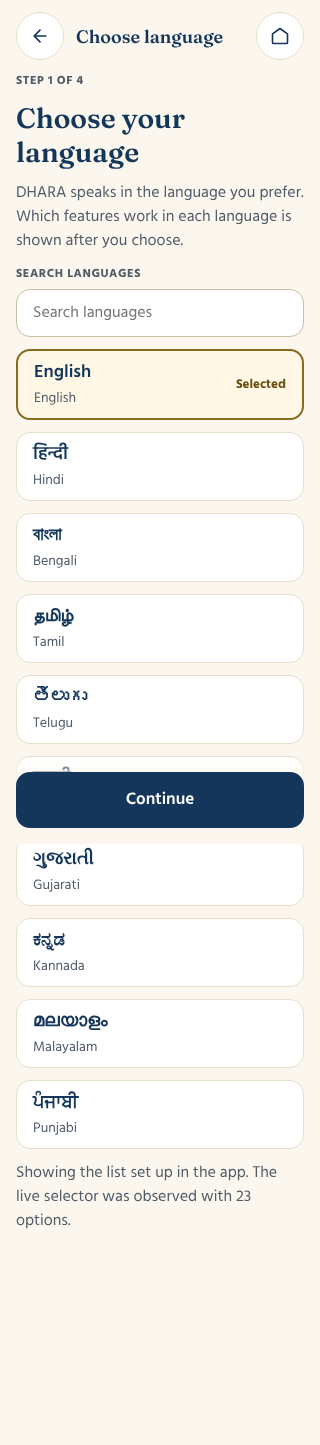 Choose language
STEP 1 OF 4
Choose your
language
DHARA speaks in the language you prefer.
Which features work in each language is
shown after you choose.
SEARCH LANGUAGES
Search languages
English
English
Selected
हिन्दी
Hindi
বাংলা
Bengali
தமிழ்
Tamil
తెలుగు
Telugu
Continue
ગુજરાતી
Gujarati
ಕನ್ನಡ
Kannada
മലയാളം
Malayalam
ਪੰਜਾਬੀ
Punjabi
Showing the list set up in the app. The
live selector was observed with 23
options.